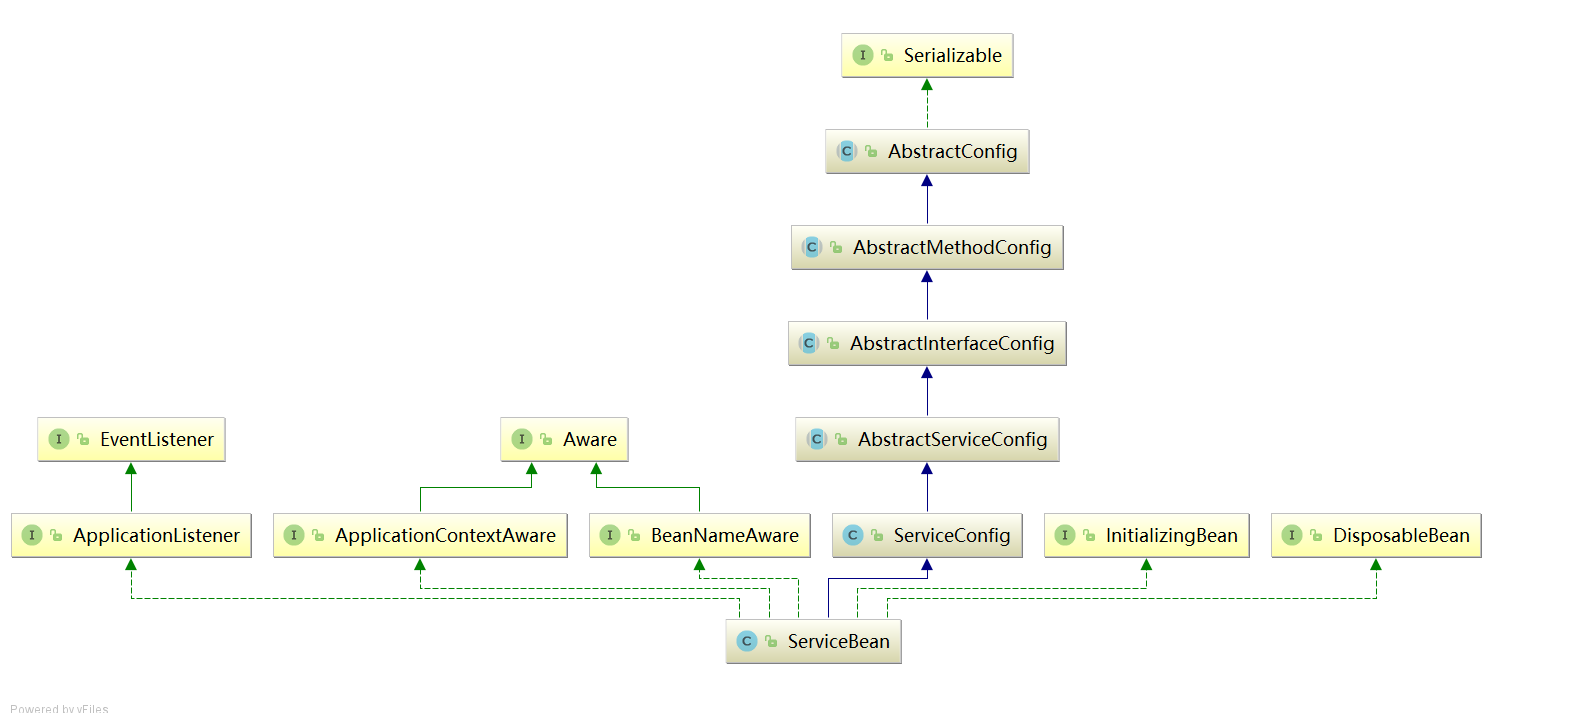 I Serializable
C AbstractConfig
C AbstractMethodConfig
C AbstractInterfaceConfig
I EventListener
I Aware
C AbstractServiceConfig
I ApplicationListener
I ApplicationContextAware
I BeanNameAware
C ServiceConfig
I InitializingBean
I DisposableBean
C ServiceBean
Powered by yFiles